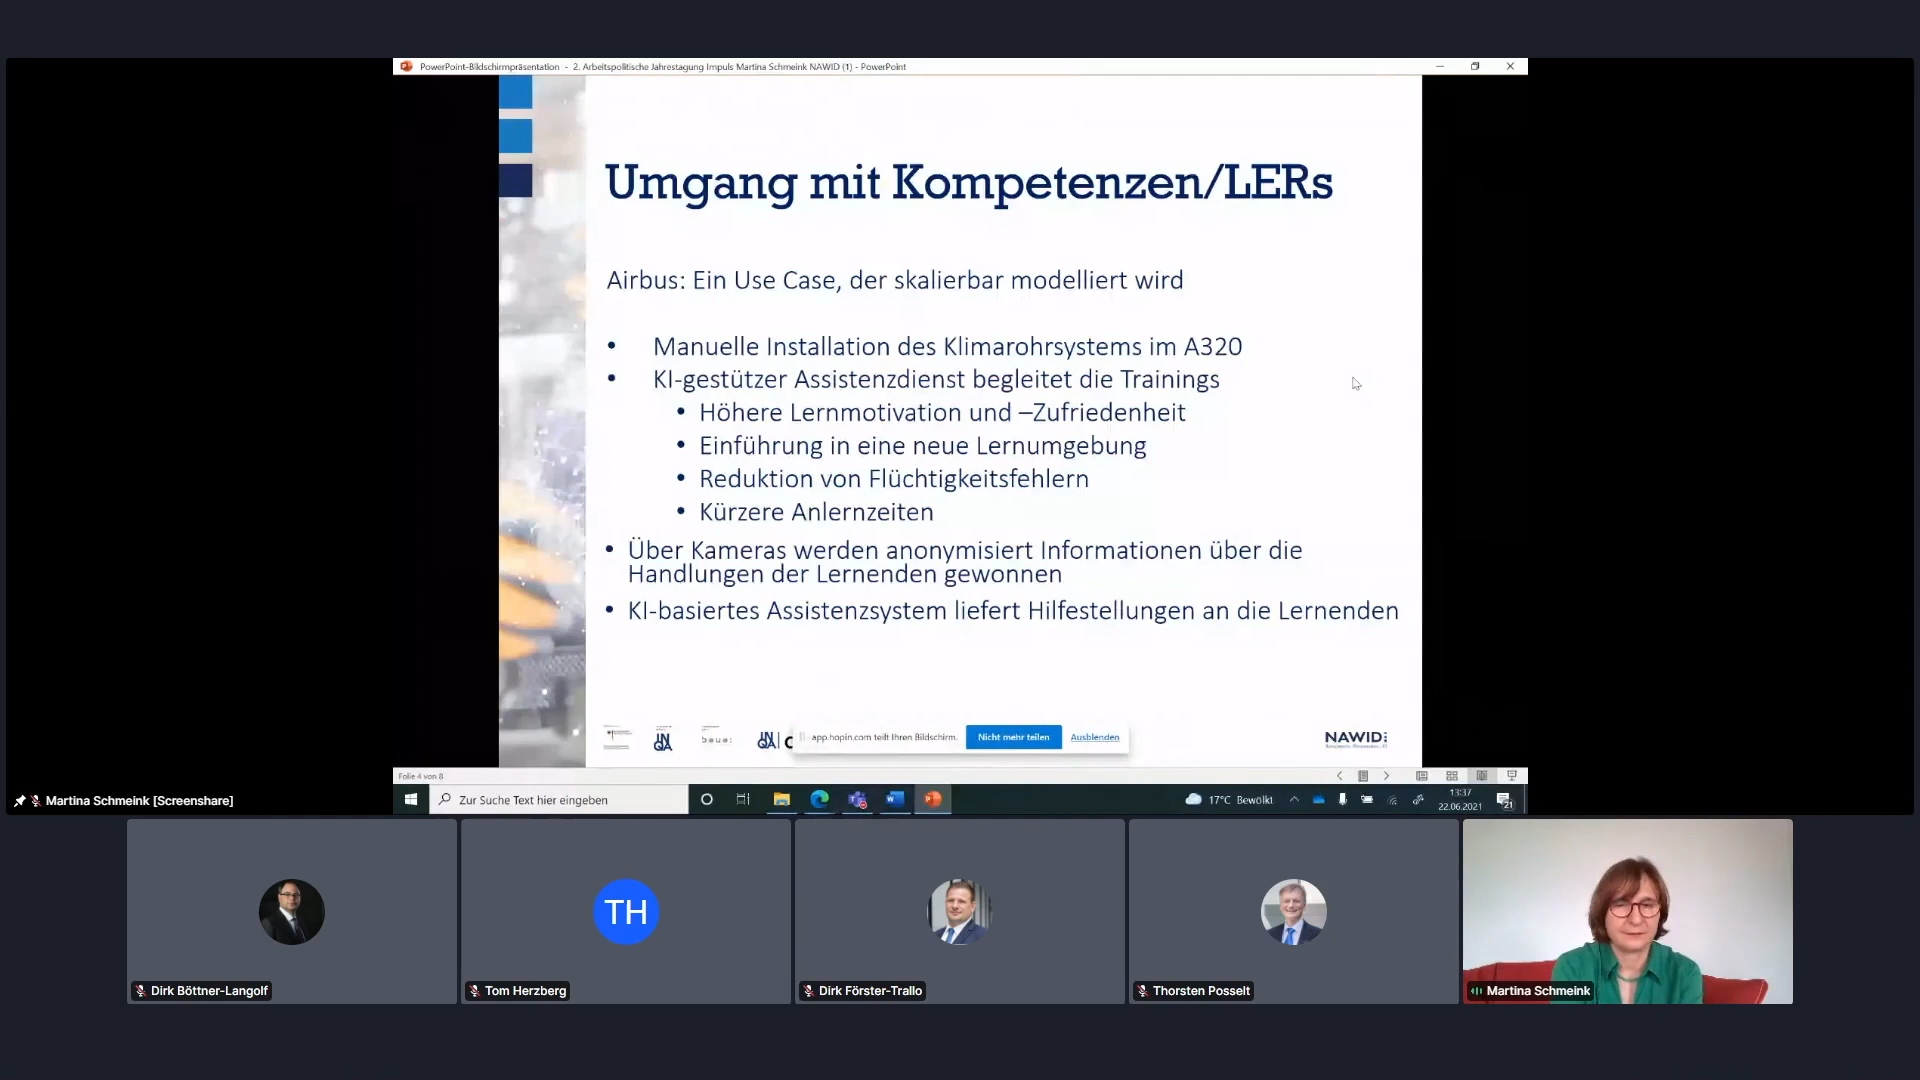 PowerPoint-Bildschirmpräsentation - 2. Arbeitspolitische Jahrestagung Impuls Martina Schmeink NAWID (1) - PowerPoint
Umgang mit Kompetenzen/LERs
Airbus: Ein Use Case, der skalierbar modelliert wird
• Manuelle Installation des Klimarohrsystems im A320
• KI-gestützer Assistenzdienst begleitet die Trainings
• Höhere Lernmotivation und –Zufriedenheit
• Einführung in eine neue Lernumgebung
• Reduktion von Flüchtigkeitsfehlern
• Kürzere Anlernzeiten
• Über Kameras werden anonymisiert Informationen über die
Handlungen der Lernenden gewonnen
• KI-basiertes Assistenzsystem liefert Hilfestellungen an die Lernenden
baua:
app.hopin.com teilt Ihren Bildschirm. Nicht mehr teilen Ausblenden
NAWID
Folie 4 von 8
Zur Suche Text hier eingeben
17°C Bewölkt
13:37
22.06.2021
21
Martina Schmeink [Screenshare]
TH
Dirk Böttner-Langolf
Tom Herzberg
Dirk Förster-Trallo
Thorsten Posselt
Martina Schmeink